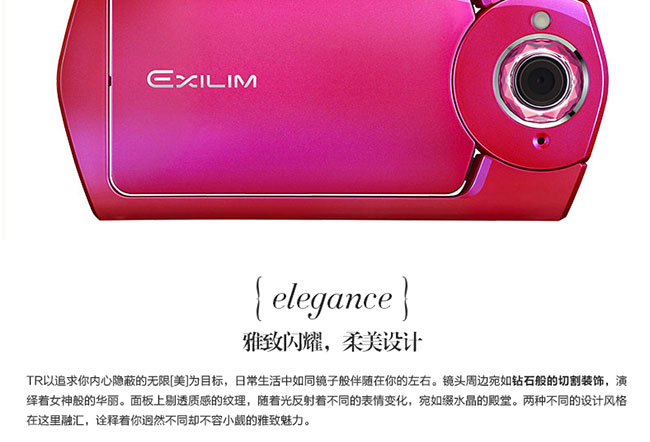 EXILIM
{ elegance }
雅致闪耀，柔美设计
TR以追求你内心隐蔽的无限[美]为目标，日常生活中如同镜子般伴随在你的左右。镜头周边宛如钻石般的切割装饰，演
绎着女神般的华丽。面板上剔透质感的纹理，随着光反射着不同的表情变化，宛如缀水晶的殿堂。两种不同的设计风格
在这里融汇，诠释着你迥然不同却不容小觑的雅致魅力。